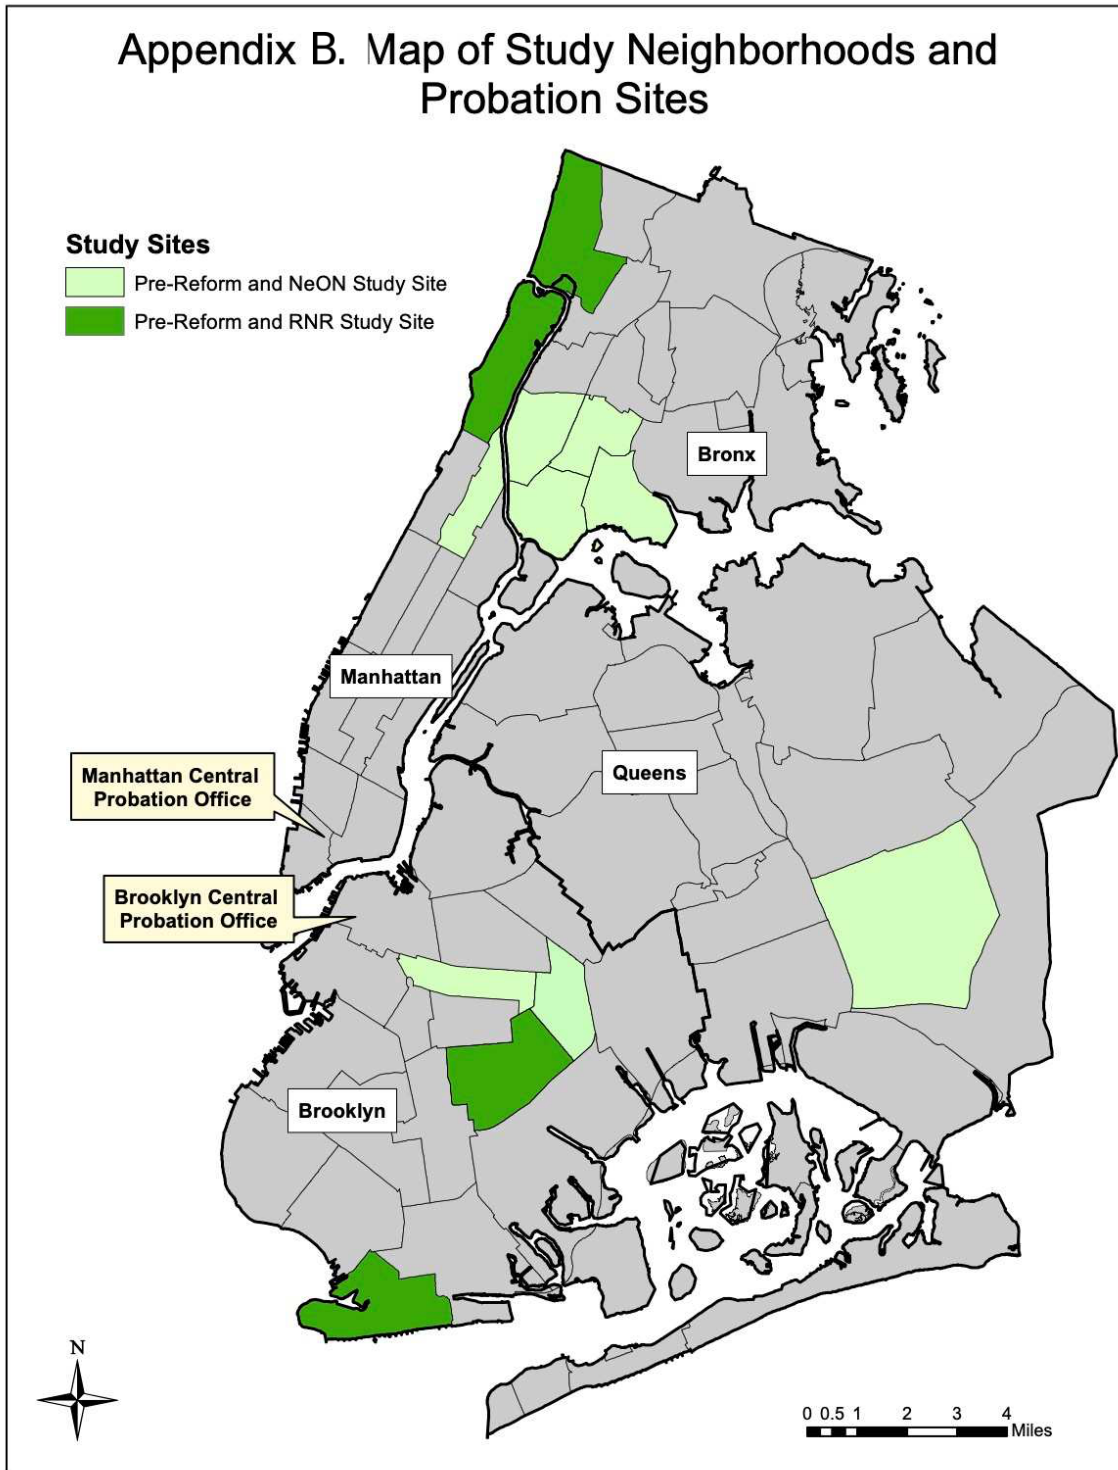 Appendix B. Map of Study Neighborhoods and
Probation Sites
Study Sites
Pre-Reform and NeON Study Site
Pre-Reform and RNR Study Site
Bronx
Manhattan
Queens
Manhattan Central
Probation Office
Brooklyn Central
Probation Office
Brooklyn
N
0 0.5 1 2 3 4
Miles